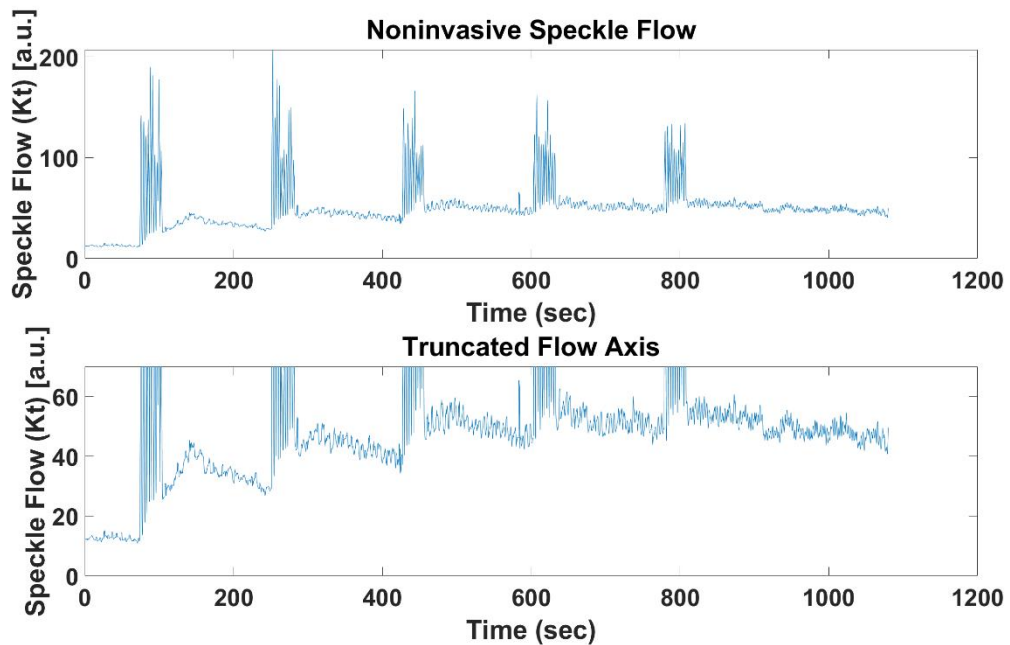 Noninvasive Speckle Flow
Speckle Flow (Kt) [a.u.]
200
100
0
0 200 400 600 800 1000 1200
Time (sec)
Truncated Flow Axis
Speckle Flow (Kt) [a.u.]
60
40
20
0
0 200 400 600 800 1000 1200
Time (sec)